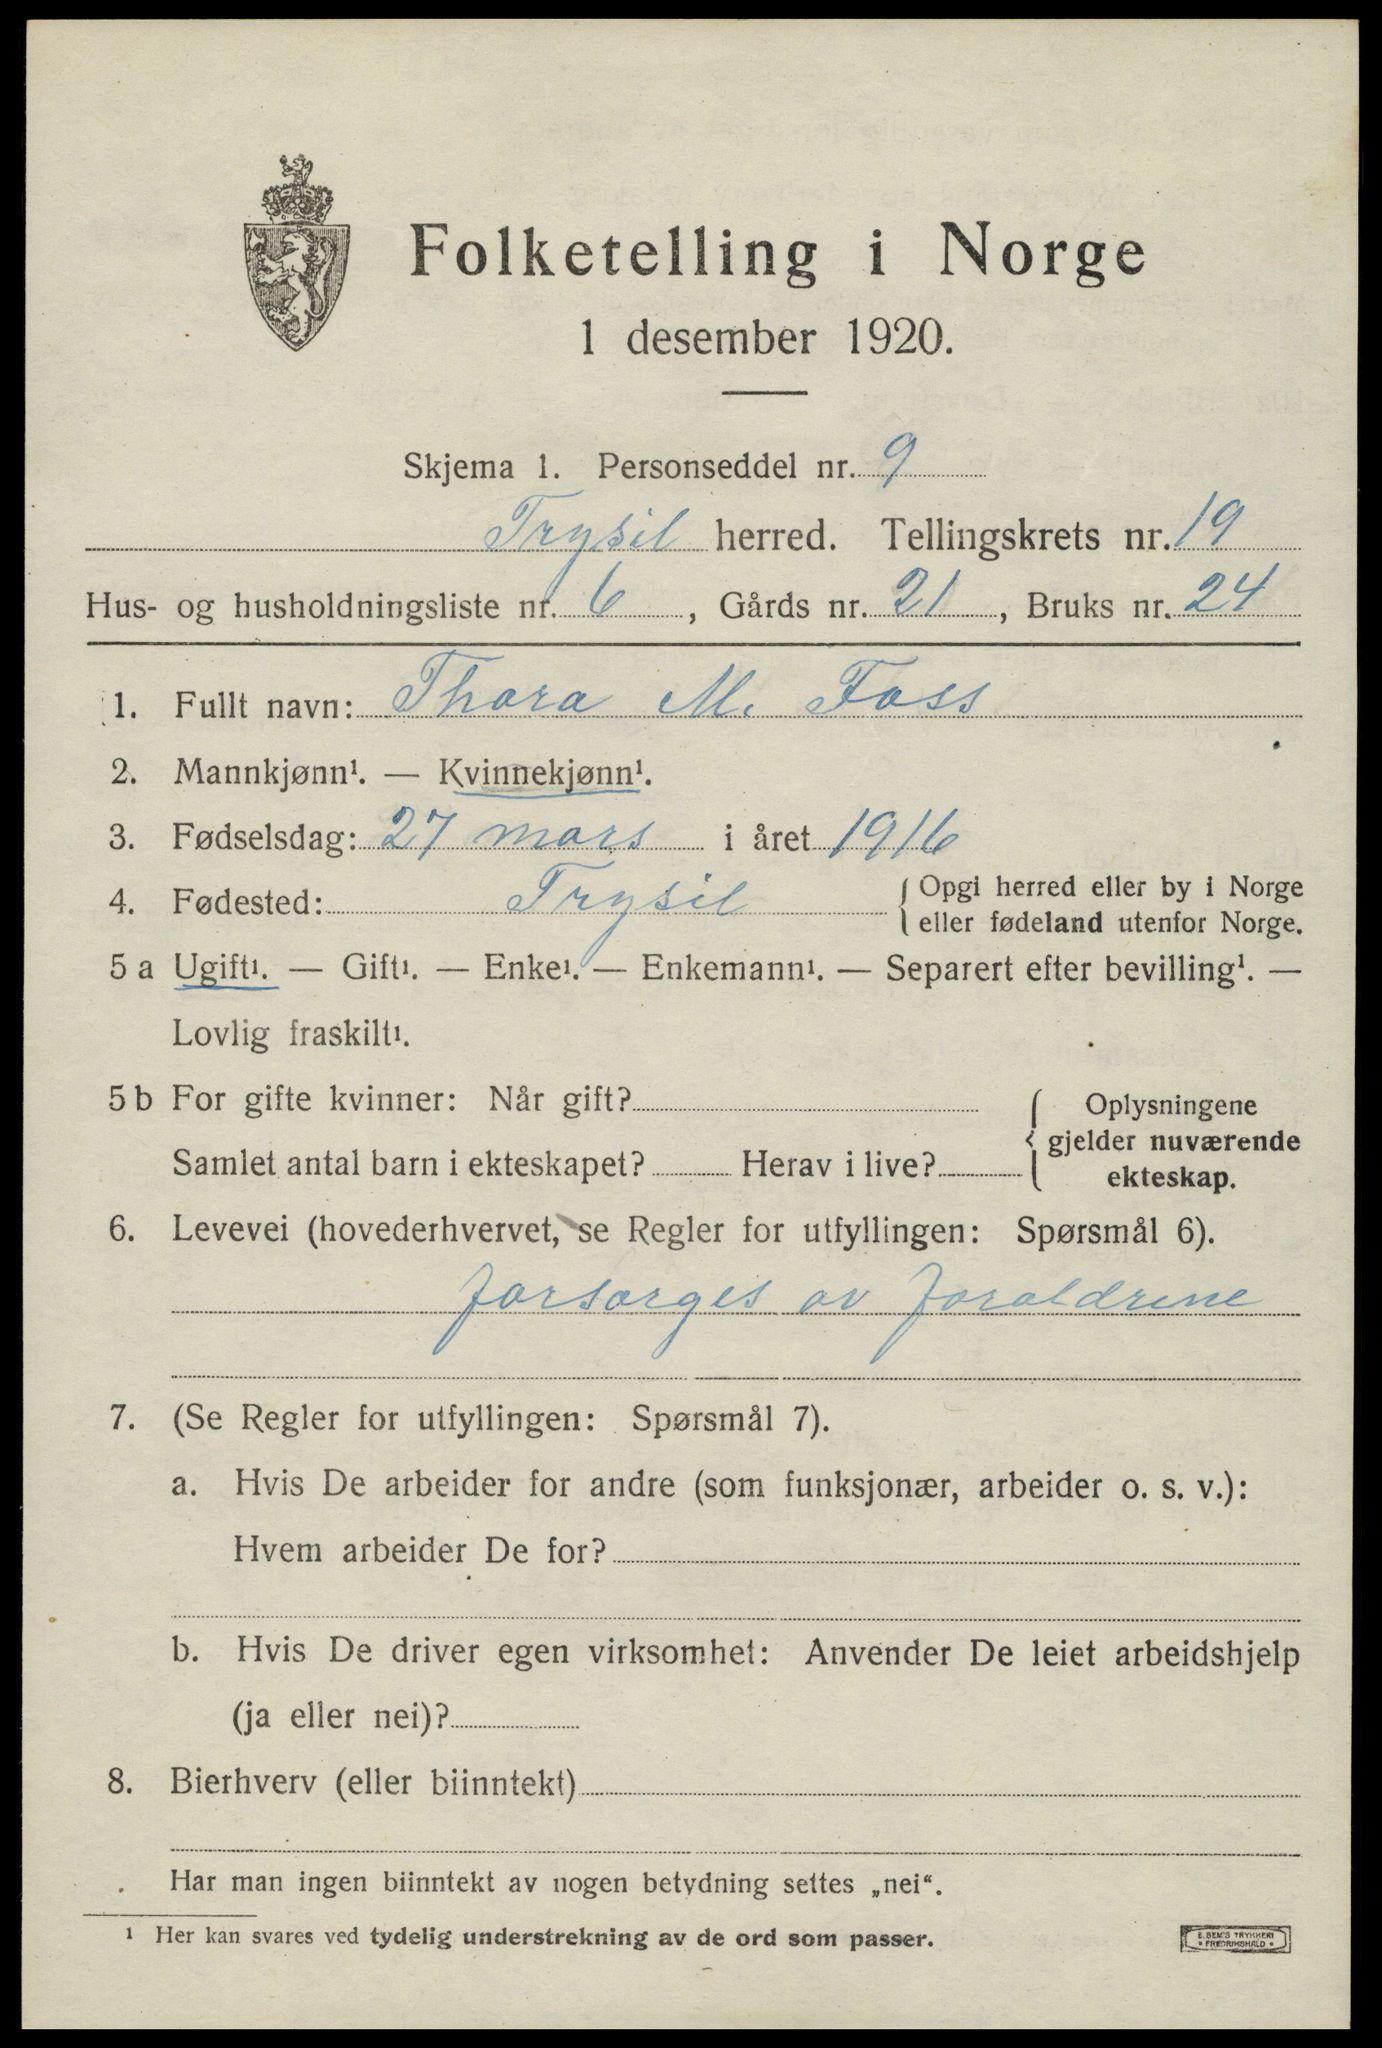 Folketelling i Norge
1 desember 1920.
Skjema 1. Personseddel nr. 9
Trysil herred. Tellingskrets nr. 19
Hus- og husholdningsliste nr. 6, Gårds nr. 21, Bruks nr. 24
1. Fullt navn: Thora M. Foss
2. Mannkjønn¹. — Kvinnekjønn¹.
3. Fødselsdag: 27 mars i året 1916
4. Fødested: Trysil { Opgi herred eller by i Norge
eller fødeland utenfor Norge.
5 a Ugift¹. — Gift¹. — Enke¹. — Enkemann¹. — Separert efter bevilling¹. —
Lovlig fraskilt¹.
5 b For gifte kvinner: Når gift?
Samlet antal barn i ekteskapet? Herav i live?
{ Oplysningene
gjelder nuværende
ekteskap.
6. Levevei (hovederhvervet, se Regler for utfyllingen: Spørsmål 6).
forsorges av foraldrene
7. (Se Regler for utfyllingen: Spørsmål 7).
a. Hvis De arbeider for andre (som funksjonær, arbeider o. s. v.):
Hvem arbeider De for?
b. Hvis De driver egen virksomhet: Anvender De leiet arbeidshjelp
(ja eller nei)?
8. Bierhverv (eller biinntekt)
Har man ingen biinntekt av nogen betydning settes „nei“.
¹ Her kan svares ved tydelig understrekning av de ord som passer.
E. SEM'S TRYKKERI
• FREDRIKSHALD •